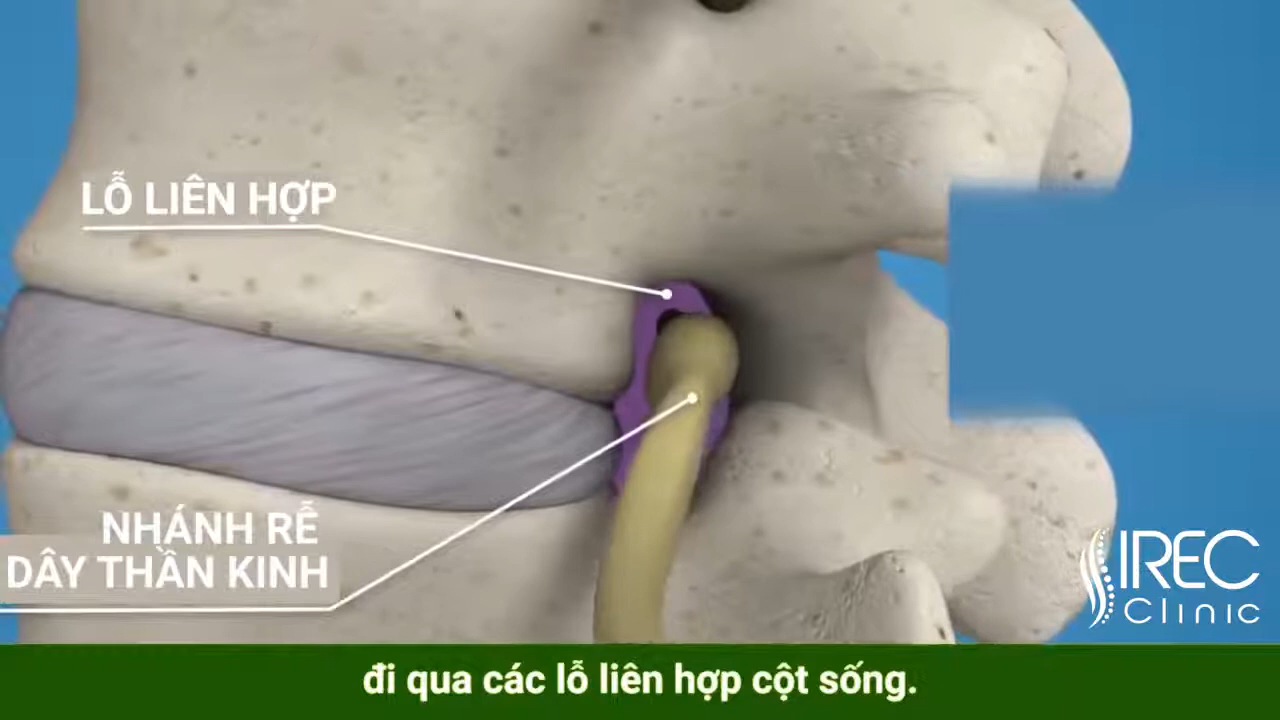 LỖ LIÊN HỢP
NHÁNH RỄ
DÂY THẦN KINH
IREC
Clinic
đi qua các lỗ liên hợp cột sống.